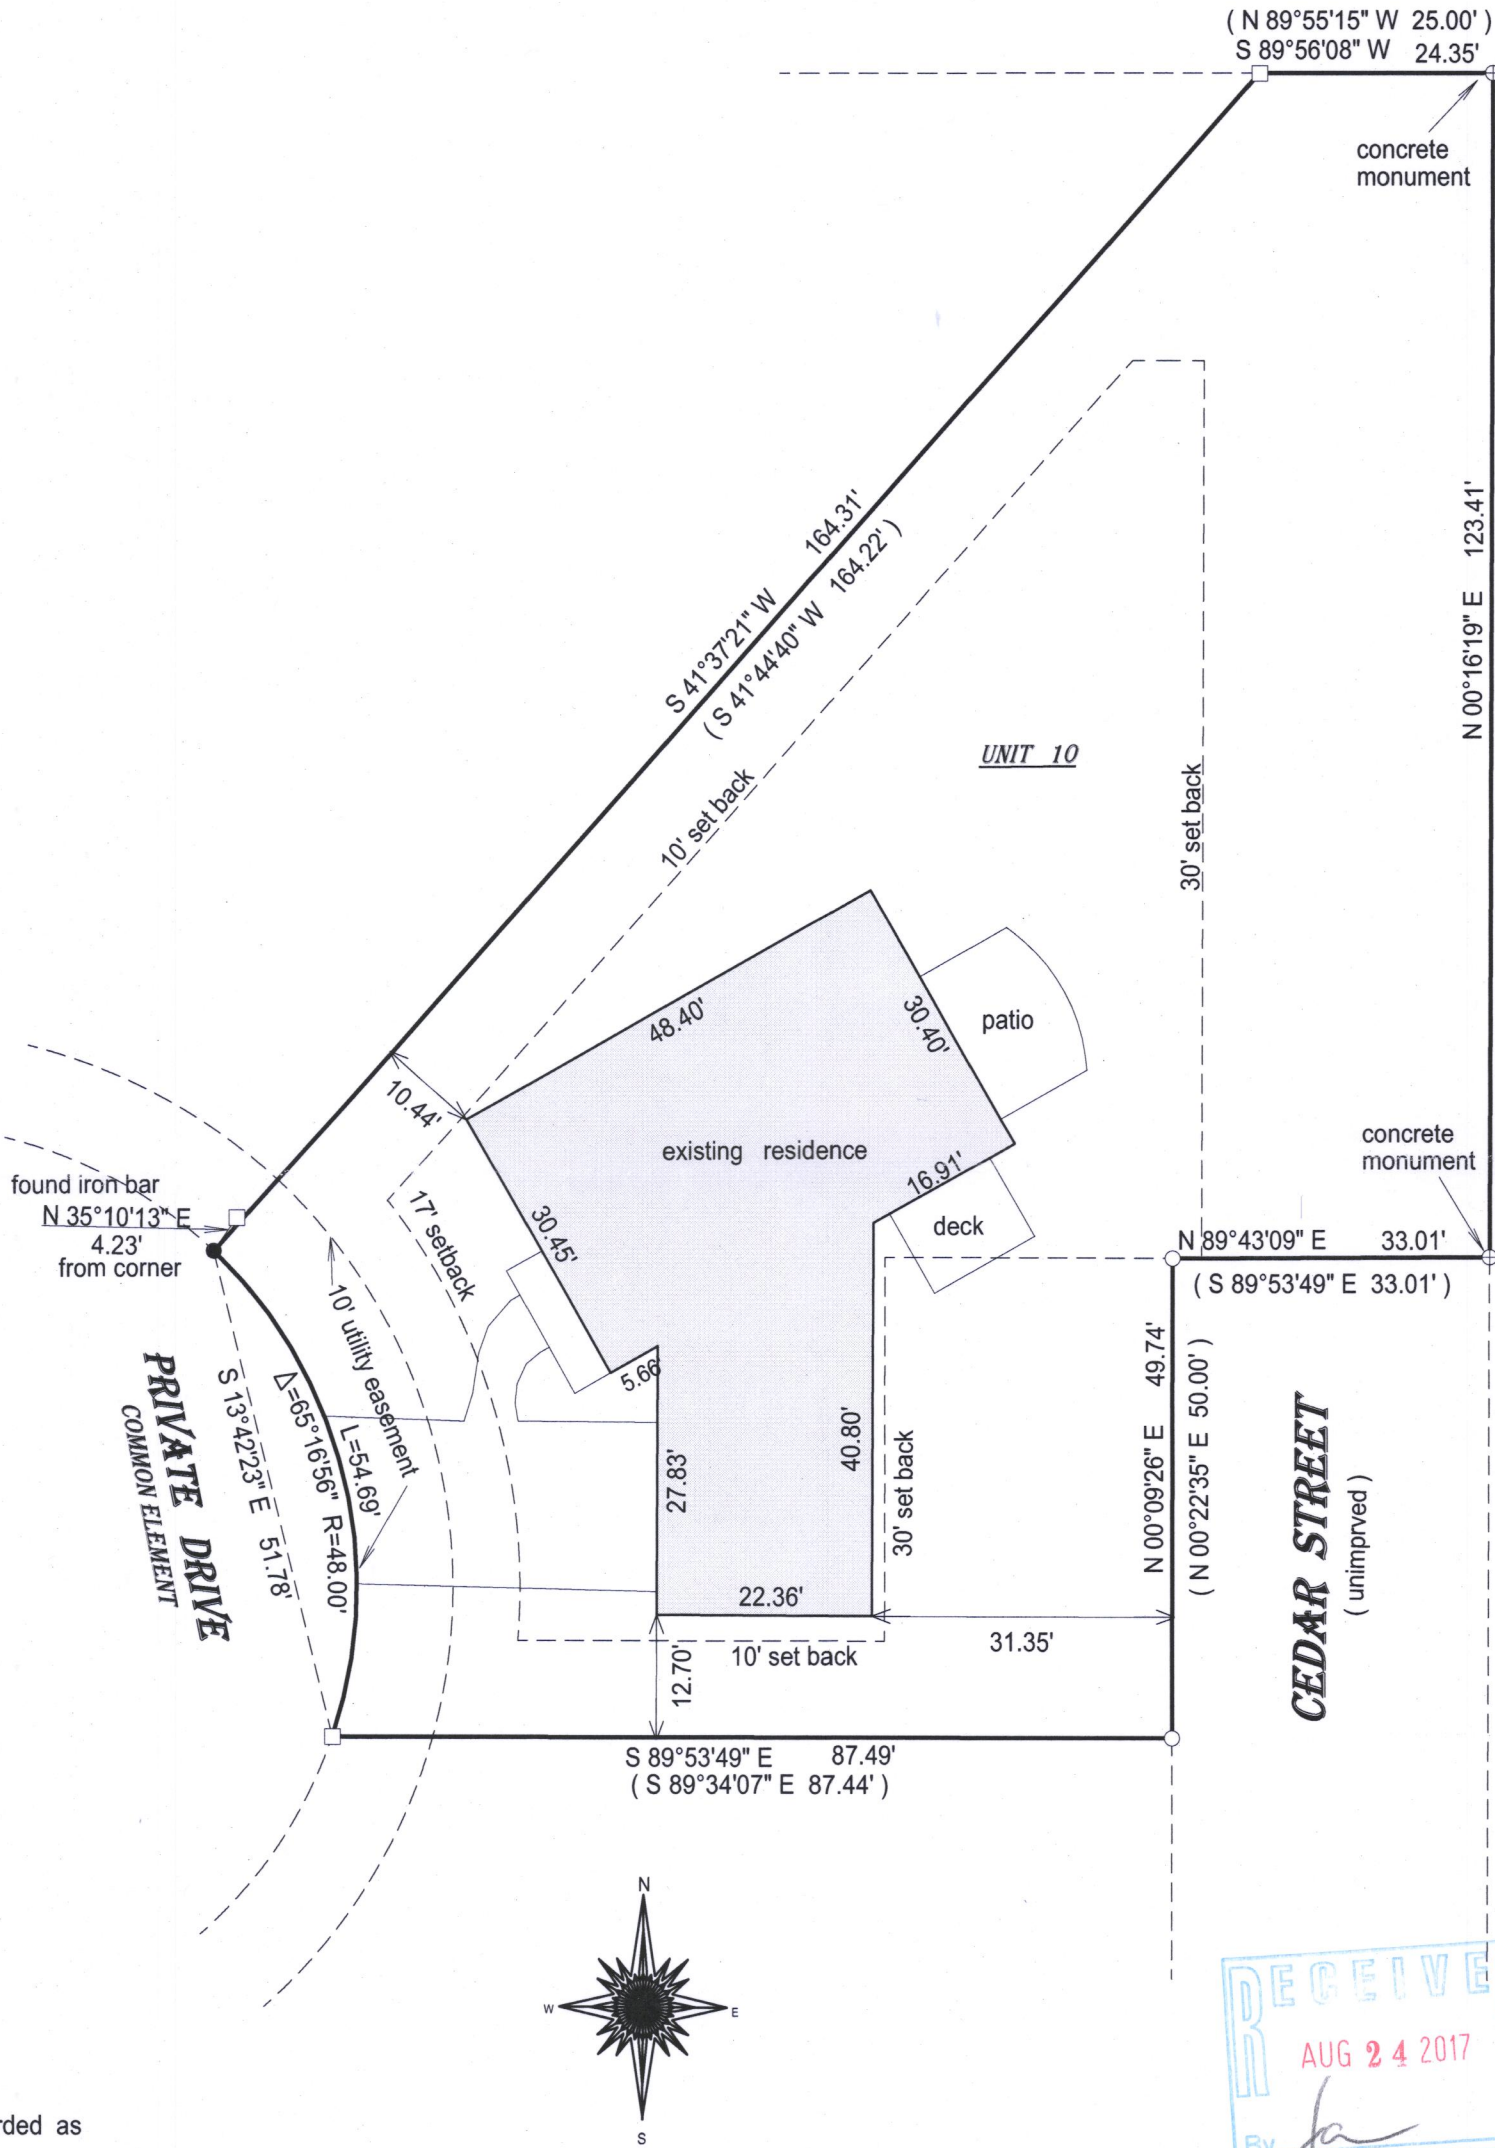 ( N 89°55'15" W 25.00' )
S 89°56'08" W 24.35'
concrete
monument
N 00°16'19" E 123.41'
S 41°37'21" W 164.31'
( S 41°44'40" W 164.22' )
UNIT 10
10' set back
30' set back
48.40'
30.40'
patio
10.44'
existing residence
16.91'
deck
concrete
monument
found iron bar
N 35°10'13" E
4.23'
from corner
17' setback
30.45'
N 89°43'09" E 33.01'
( S 89°53'49" E 33.01' )
10' utility easement
5.66'
PRIVATE DRIVE
COMMON ELEMENT
S 13°42'23" E 51.78'
Δ=65°16'56" R=48.00'
L=54.69'
27.83'
40.80'
30' set back
N 00°09'26" E 49.74'
( N 00°22'35" E 50.00' )
CEDAR STREET
( unimprved )
22.36'
31.35'
12.70'
10' set back
S 89°53'49" E 87.49'
( S 89°34'07" E 87.44' )
N
W
E
S
RECEIVE
AUG 24 2017
By
rded as